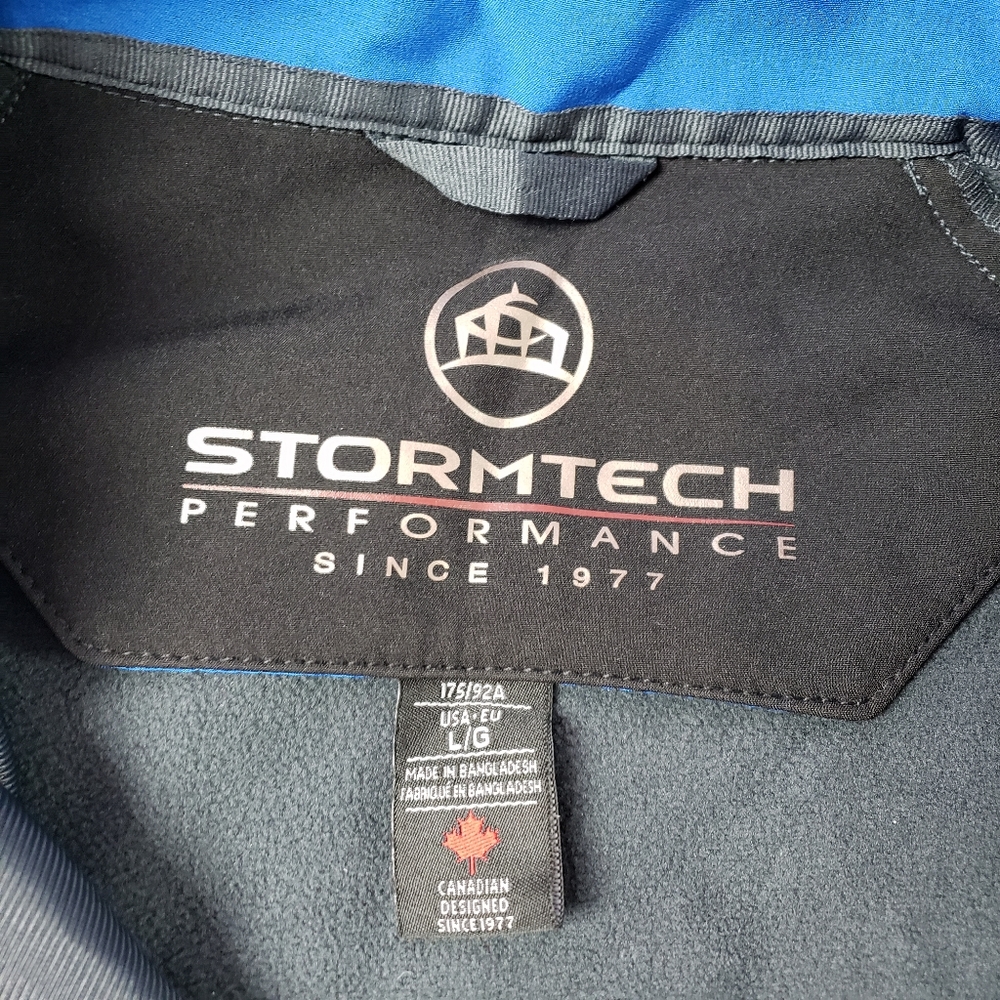 STORMTECH
PERFORMANCE
SINCE 1977
175/92A
USA•EU
L/G
MADE IN BANGLADESH
FABRIQUE EN BANGLADESH
CANADIAN
DESIGNED
SINCE 1977